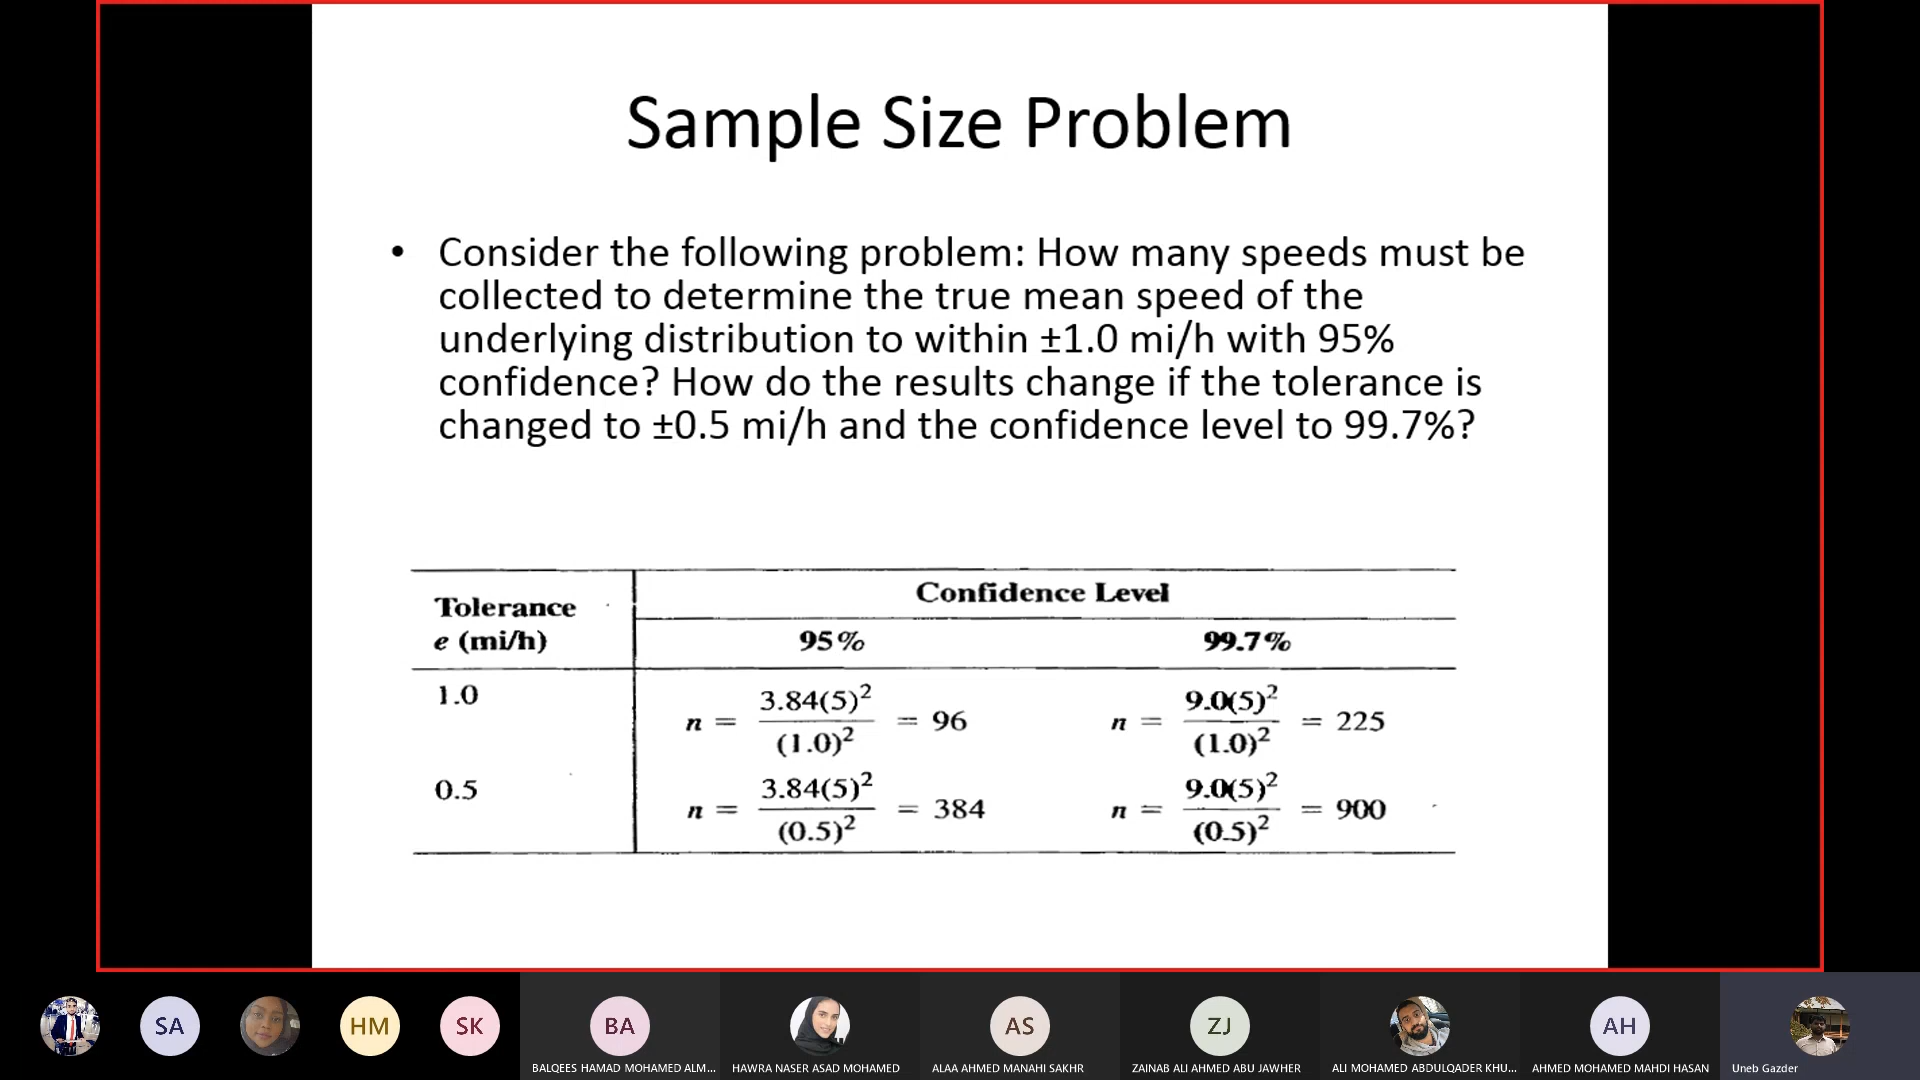 Sample Size Problem
• Consider the following problem: How many speeds must be
collected to determine the true mean speed of the
underlying distribution to within ±1.0 mi/h with 95%
confidence? How do the results change if the tolerance is
changed to ±0.5 mi/h and the confidence level to 99.7%?
Tolerance
e (mi/h)
Confidence Level
95% 99.7%
1.0 n = 3.84(5)²/(1.0)² = 96 n = 9.0(5)²/(1.0)² = 225
0.5 n = 3.84(5)²/(0.5)² = 384 n = 9.0(5)²/(0.5)² = 900
SA HM SK BA AS ZJ AH
BALQEES HAMAD MOHAMED ALM... HAWRA NASER ASAD MOHAMED ALAA AHMED MANAHI SAKHR ZAINAB ALI AHMED ABU JAWHER ALI MOHAMED ABDULQADER KHU... AHMED MOHAMED MAHDI HASAN Uneb Gazder